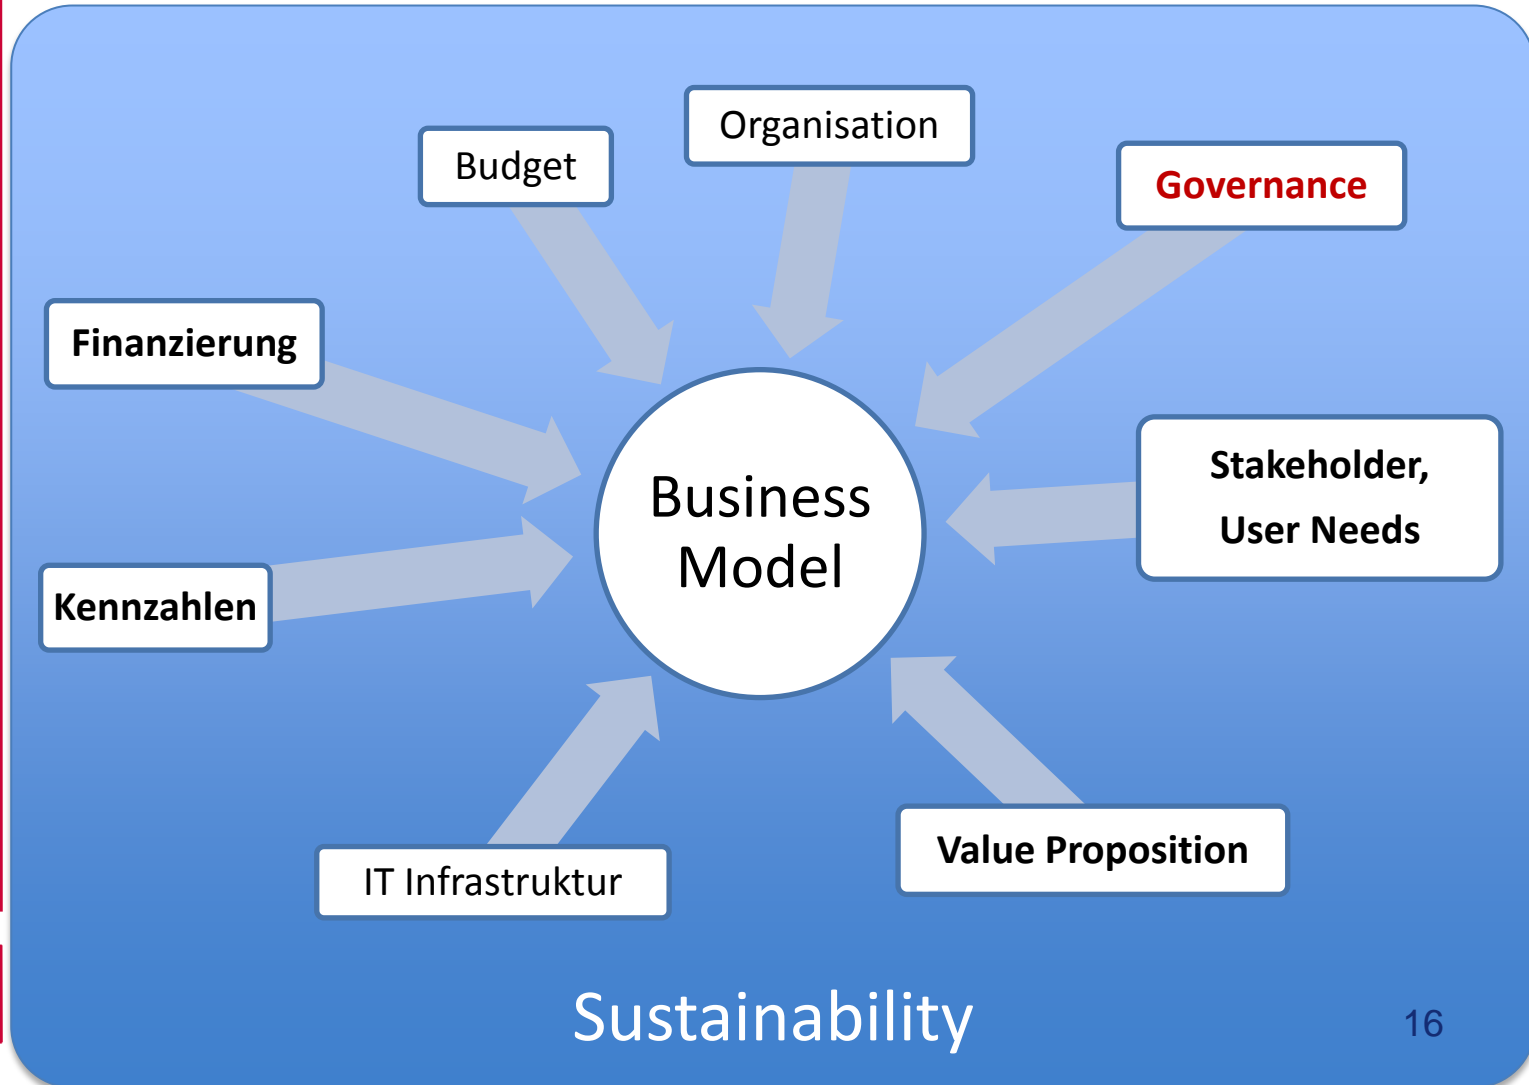 Organisation
Budget
Governance
Finanzierung
Stakeholder,
User Needs
Business
Model
Kennzahlen
Value Proposition
IT Infrastruktur
Sustainability
16